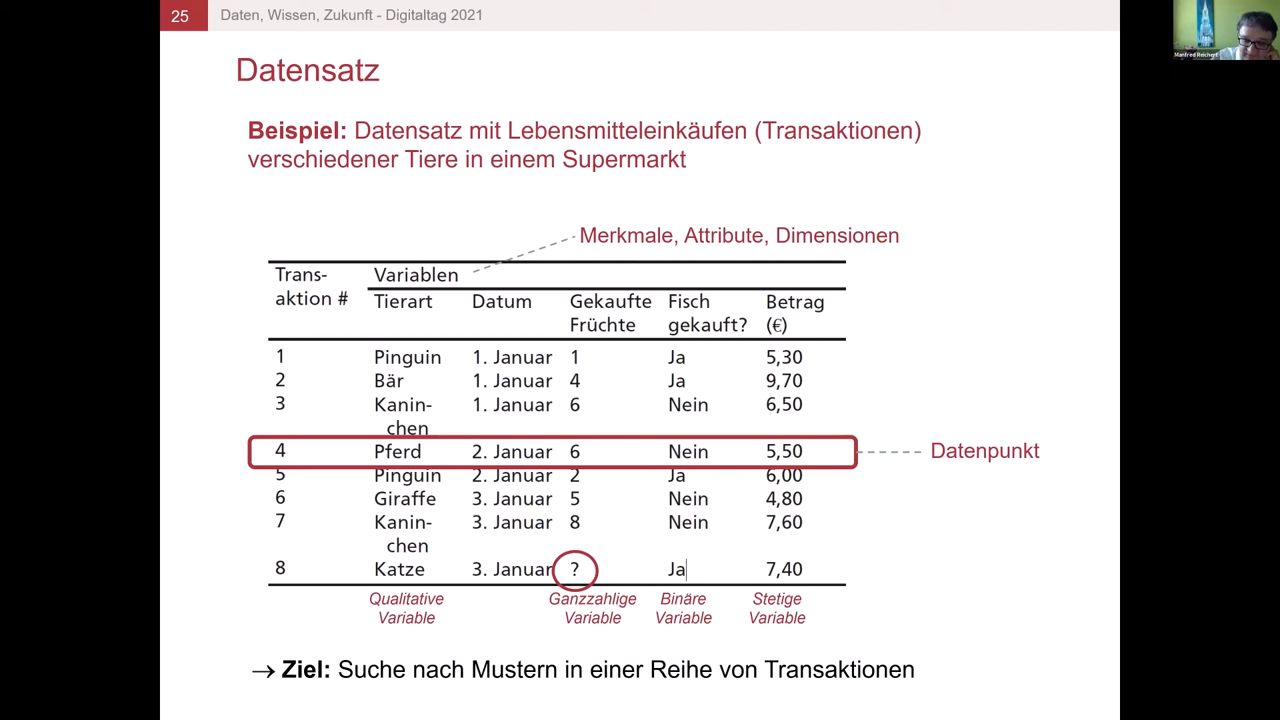 25
Daten, Wissen, Zukunft - Digitaltag 2021
Manfred Reichert
Datensatz
Beispiel: Datensatz mit Lebensmitteleinkäufen (Transaktionen)
verschiedener Tiere in einem Supermarkt
Merkmale, Attribute, Dimensionen
Trans- Variablen
aktion # Tierart Datum Gekaufte Fisch Betrag
Früchte gekauft? (€)
1 Pinguin 1. Januar 1 Ja 5,30
2 Bär 1. Januar 4 Ja 9,70
3 Kanin- 1. Januar 6 Nein 6,50
chen
4 Pferd 2. Januar 6 Nein 5,50 Datenpunkt
5 Pinguin 2. Januar 2 Ja 6,00
6 Giraffe 3. Januar 5 Nein 4,80
7 Kanin- 3. Januar 8 Nein 7,60
chen
8 Katze 3. Januar ? Ja 7,40
Qualitative Ganzzahlige Binäre Stetige
Variable Variable Variable Variable
→ Ziel: Suche nach Mustern in einer Reihe von Transaktionen